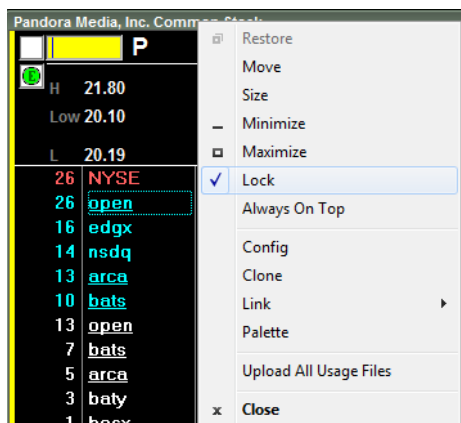 Pandora Media, Inc. Common Stock
P
E
H 21.80
Low 20.10
L 20.19
26 NYSE
26 open
16 edgx
14 nsdq
13 arca
10 bats
13 open
7 bats
5 arca
3 baty
1 bosx
Restore
Move
Size
Minimize
Maximize
Lock
Always On Top
Config
Clone
Link
Palette
Upload All Usage Files
x Close